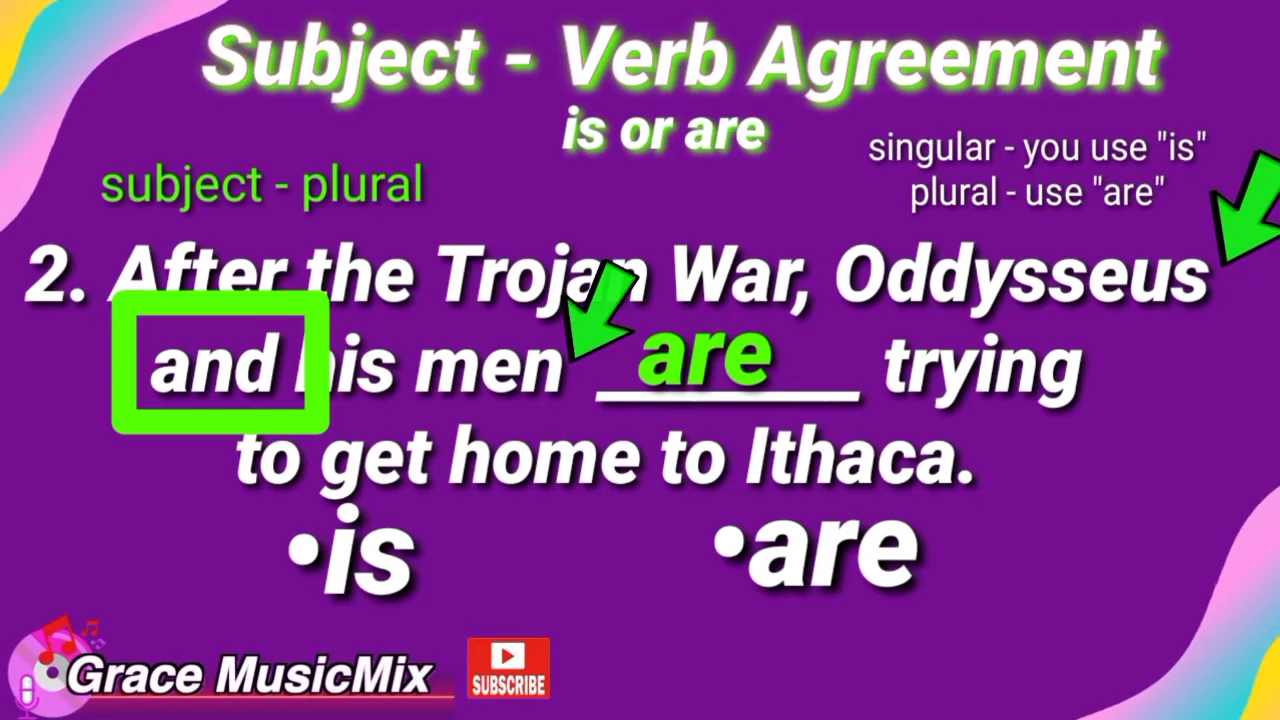 Subject - Verb Agreement
is or are
singular - you use "is"
plural - use "are"
subject - plural
2. After the Trojan War, Oddysseus
and his men are trying
to get home to Ithaca.
•is
•are
Grace MusicMix
SUBSCRIBE